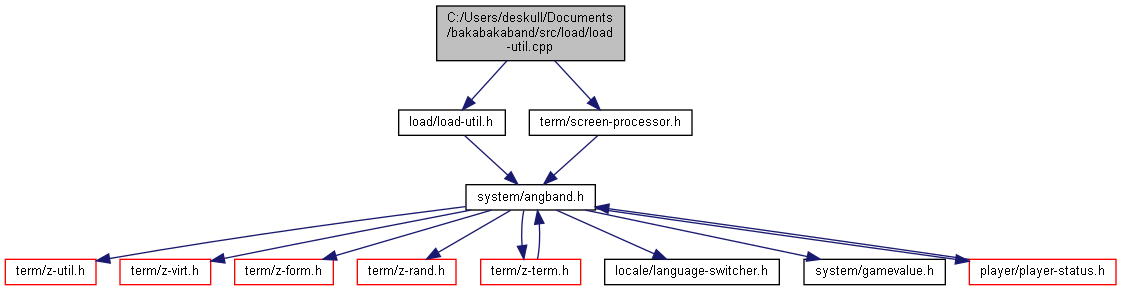 C:/Users/deskull/Documents
/bakabakaband/src/load/load
-util.cpp
load/load-util.h
term/screen-processor.h
system/angband.h
term/z-util.h
term/z-virt.h
term/z-form.h
term/z-rand.h
term/z-term.h
locale/language-switcher.h
system/gamevalue.h
player/player-status.h